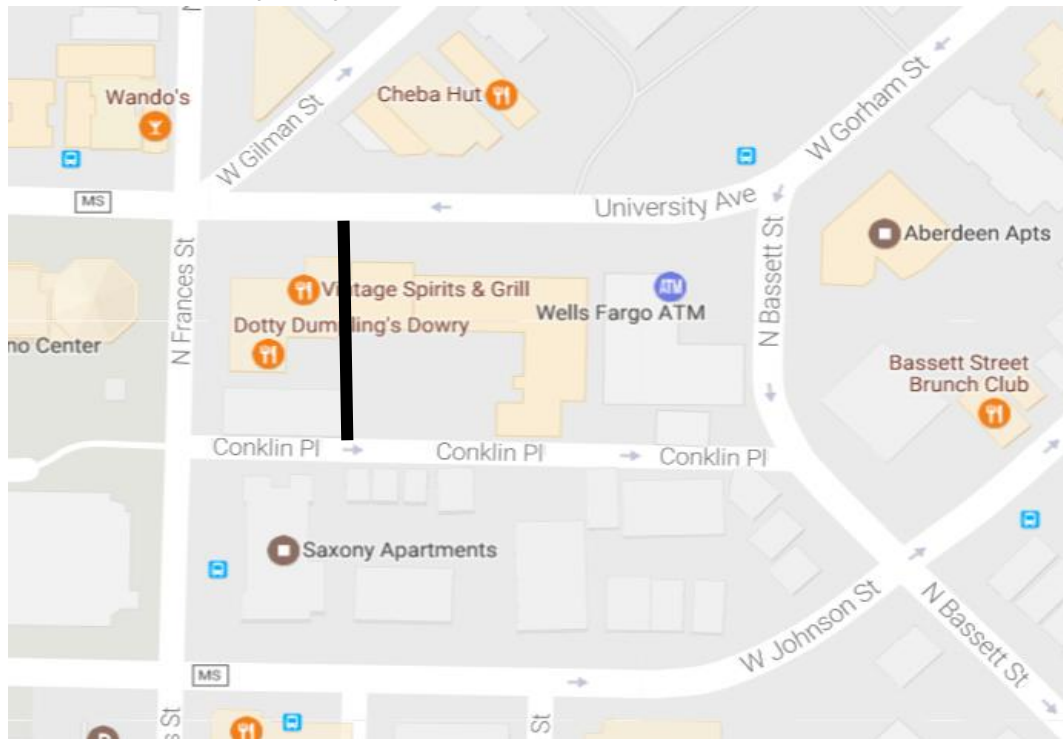 Wando's
W Gilman St
Cheba Hut
W Gorham St
MS
University Ave
N Bassett St
Aberdeen Apts
N Frances St
Vintage Spirits & Grill
ATM
Wells Fargo ATM
Dotty Dumpling's Dowry
no Center
Bassett Street
Brunch Club
Conklin Pl
Conklin Pl
Conklin Pl
Saxony Apartments
W Johnson St
N Bassett St
MS
s St
St